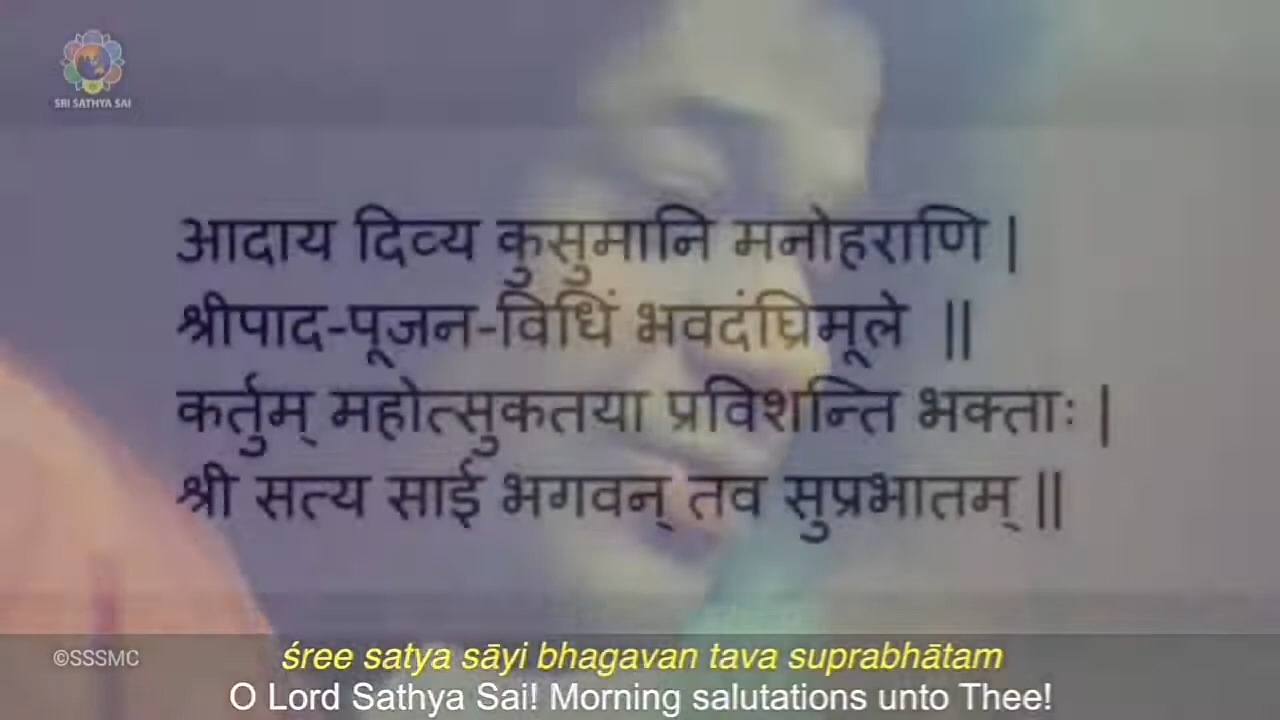 SRI SATHYA SAI
आदाय दिव्य कुसुमानि मनोहराणि |
श्रीपाद-पूजन-विधिं भवदंघ्रिमूले ||
कर्तुम् महोत्सुकतया प्रविशन्ति भक्ताः |
श्री सत्य साई भगवन् तव सुप्रभातम् ||
©SSSMC
śree satya sāyi bhagavan tava suprabhātam
O Lord Sathya Sai! Morning salutations unto Thee!